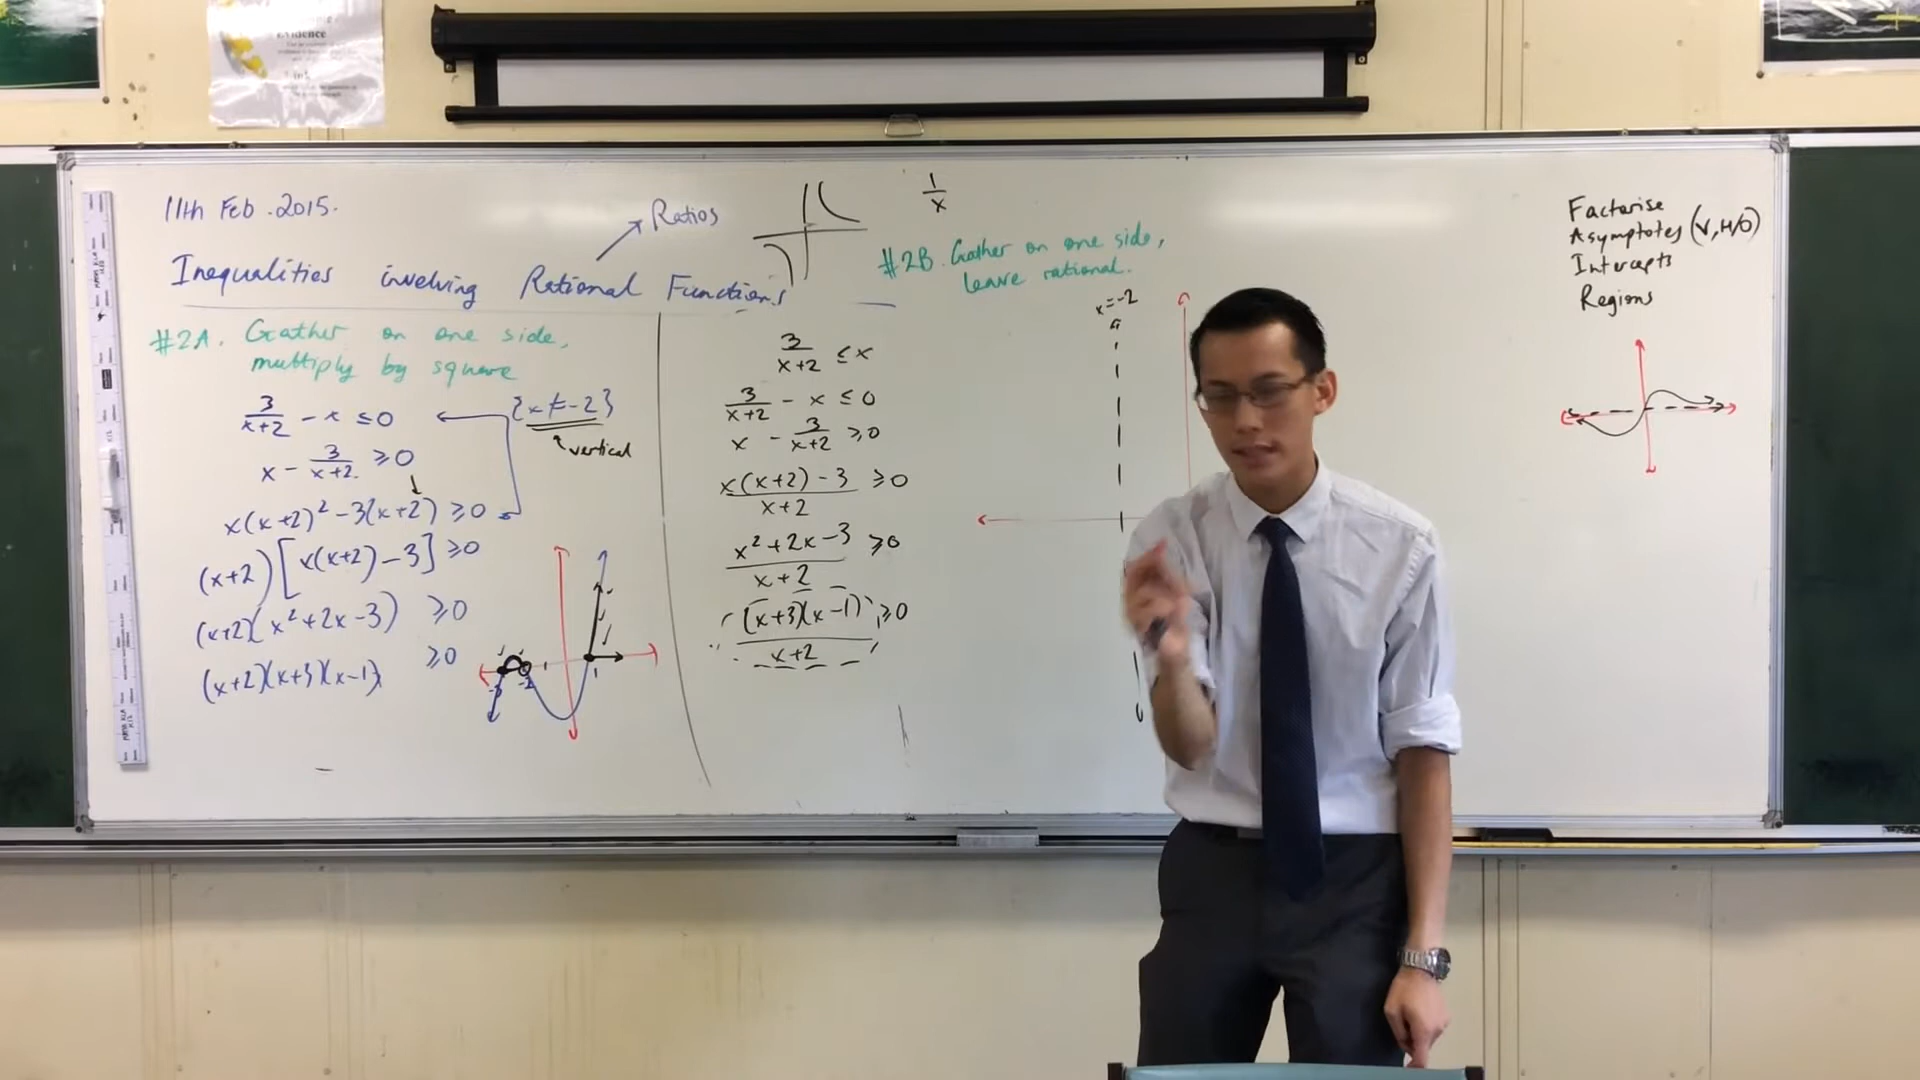 evidence
11th Feb. 2015.
Ratios
1/x
Inequalities involving Rational Functions
#2A. Gather on one side,
multiply by square
3/(x+2) - x ≤ 0
{x ≠ -2}
vertical
x - 3/(x+2) ≥ 0
x(x+2)² - 3(x+2) ≥ 0
(x+2)[x(x+2) - 3] ≥ 0
(x+2)(x² + 2x - 3) ≥ 0
(x+2)(x+3)(x-1) ≥ 0
-3 -2 1
3/(x+2) ≤ x
3/(x+2) - x ≤ 0
x - 3/(x+2) ≥ 0
(x(x+2) - 3)/(x+2) ≥ 0
(x² + 2x - 3)/(x+2) ≥ 0
((x+3)(x-1))/(x+2) ≥ 0
#2B. Gather on one side,
leave rational.
x=-2
Factorise
Asymptotes (V, H/O)
Intercepts
Regions